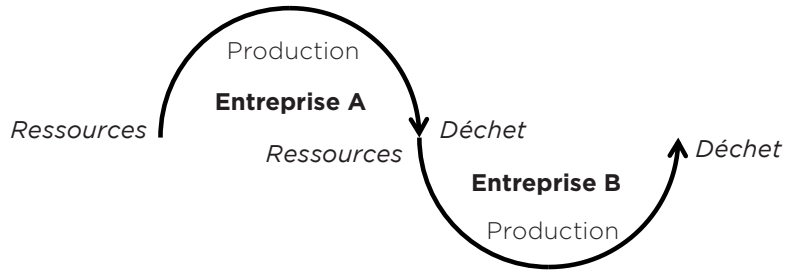 Production
Entreprise A
Ressources
Déchet
Ressources
Déchet
Entreprise B
Production